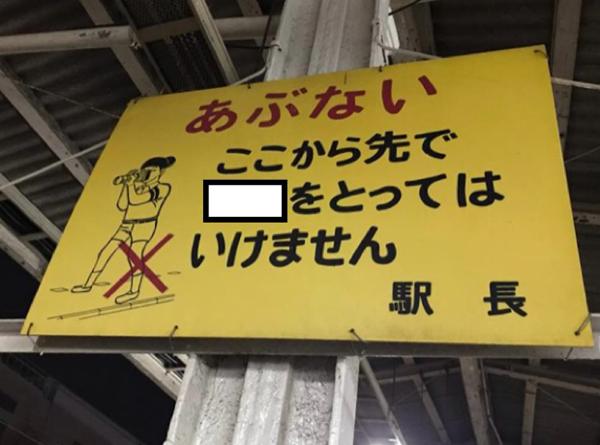 あぶない
ここから先で
をとっては
いけません
駅 長